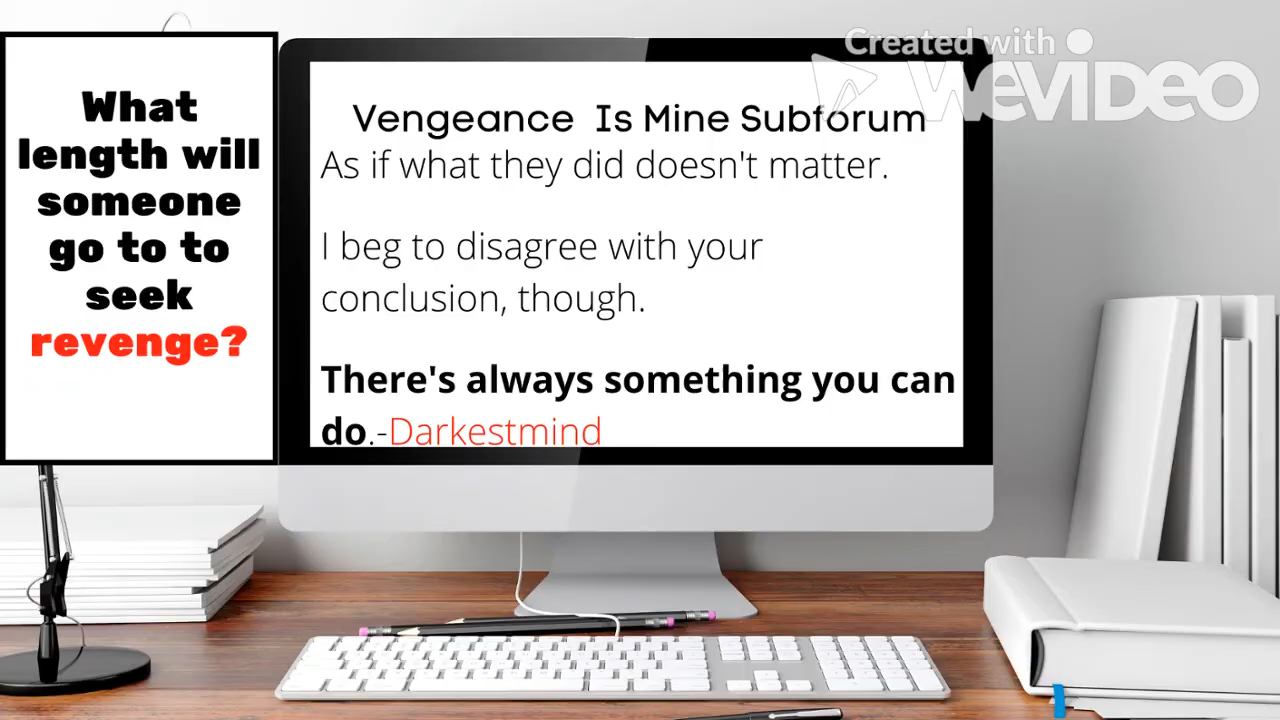 What
length will
someone
go to to
seek
revenge?
Created with
WEVIDEO
Vengeance Is Mine Subforum
As if what they did doesn't matter.
I beg to disagree with your
conclusion, though.
There's always something you can
do.-Darkestmind